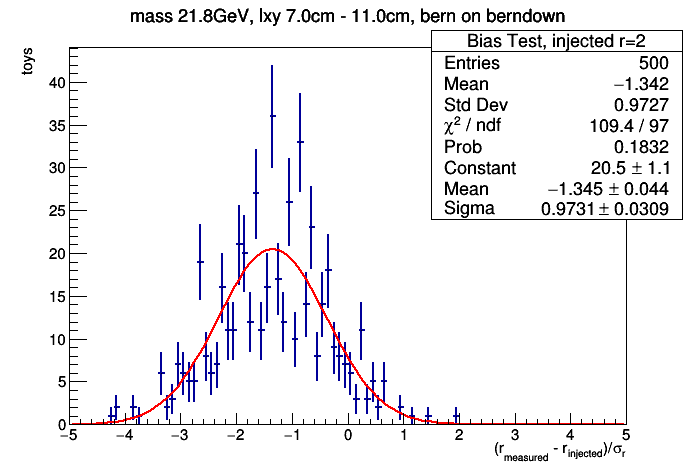 mass 21.8GeV, lxy 7.0cm - 11.0cm, bern on berndown
toys
Bias Test, injected r=2
Entries 500
Mean −1.342
Std Dev 0.9727
χ² / ndf 109.4 / 97
Prob 0.1832
Constant 20.5 ± 1.1
Mean −1.345 ± 0.044
Sigma 0.9731 ± 0.0309
40
35
30
25
20
15
10
5
0
−5 −4 −3 −2 −1 0 1 2 3 4 5
(r_measured - r_injected)/σ_r